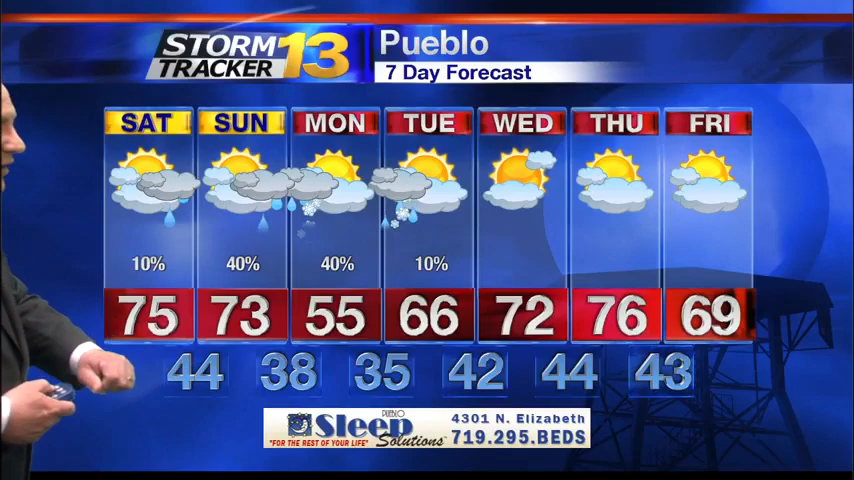 STORM TRACKER 13
Pueblo
7 Day Forecast
SAT SUN MON TUE WED THU FRI
10% 40% 40% 10%
75 73 55 66 72 76 69
44 38 35 42 44 43
PUEBLO
Sleep Solutions
"FOR THE REST OF YOUR LIFE"
4301 N. Elizabeth
719.295.BEDS